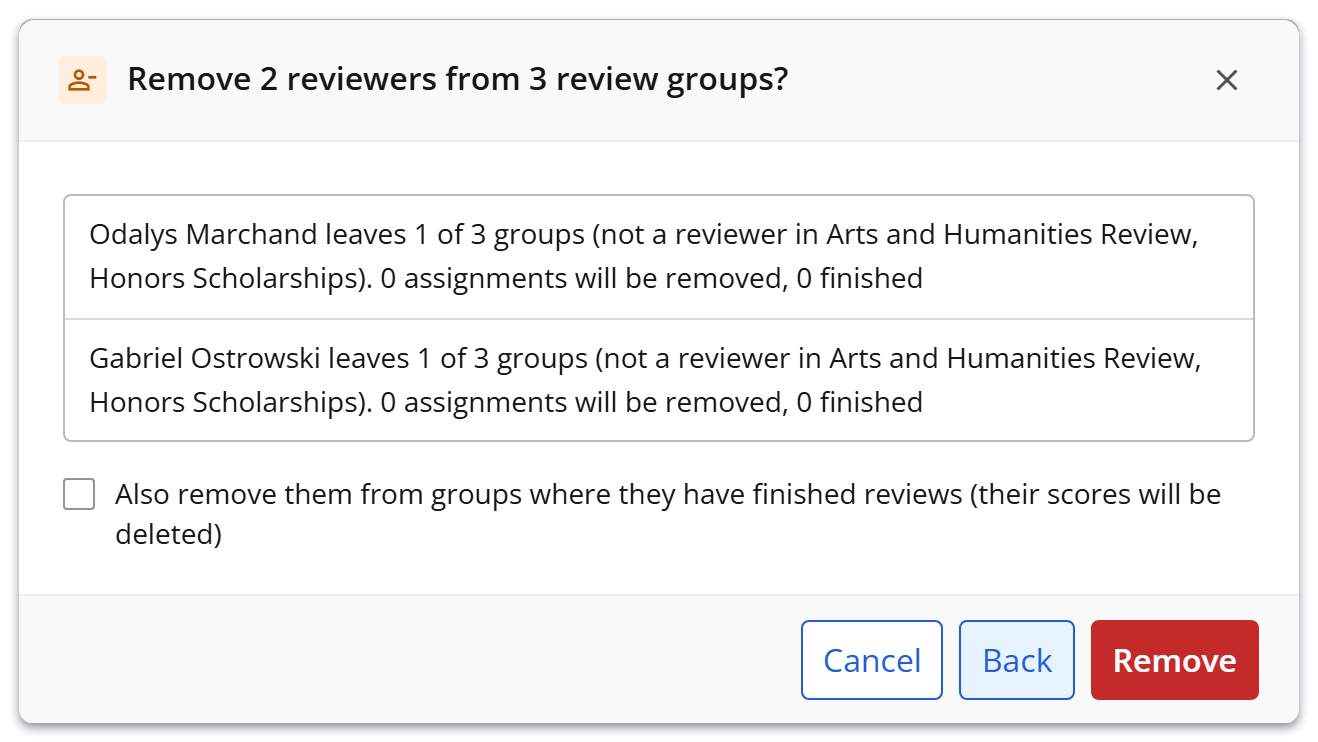 Remove 2 reviewers from 3 review groups?
Odalys Marchand leaves 1 of 3 groups (not a reviewer in Arts and Humanities Review,
Honors Scholarships). 0 assignments will be removed, 0 finished
Gabriel Ostrowski leaves 1 of 3 groups (not a reviewer in Arts and Humanities Review,
Honors Scholarships). 0 assignments will be removed, 0 finished
Also remove them from groups where they have finished reviews (their scores will be
deleted)
Cancel
Back
Remove